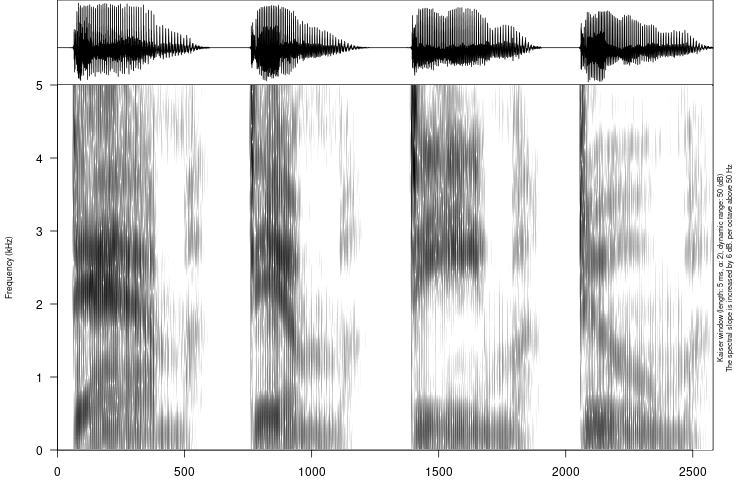 5
4
3
2
1
0
Frequency (kHz)
0 500 1000 1500 2000 2500
Kaiser window (length: 5 ms, α: 2), dynamic range: 50 (dB)
The spectral slope is increased by 6 dB. per octave above 50 Hz